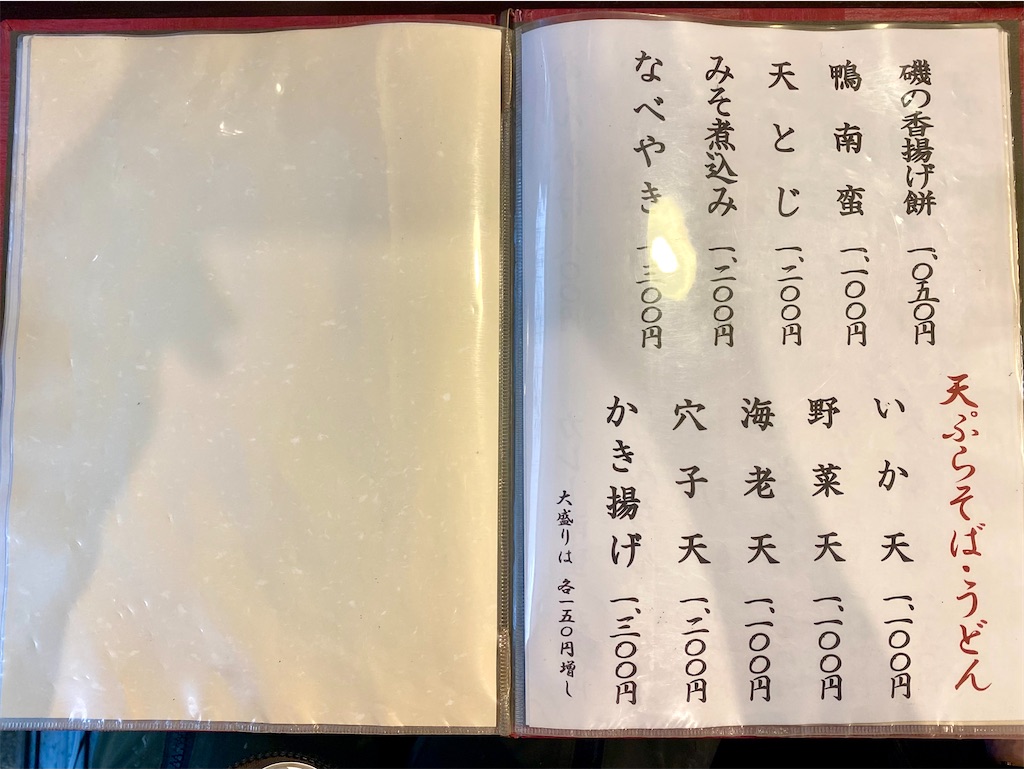 磯の香揚げ餅 一、〇五〇円
鴨南蛮 一、一〇〇円
天とじ 一、二〇〇円
みそ煮込み 一、二〇〇円
なべやき 一、三〇〇円
天ぷらそば・うどん
いか天 一、一〇〇円
野菜天 一、一〇〇円
海老天 一、一〇〇円
穴子天 一、二〇〇円
かき揚げ 一、三〇〇円
大盛りは 各一五〇円増し